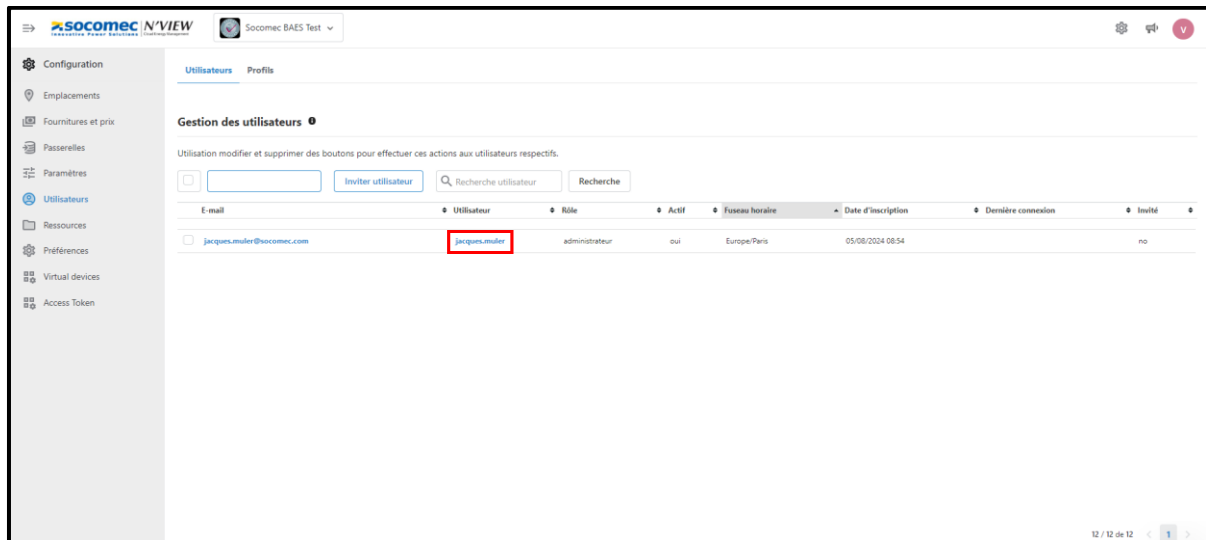 socomec N'VIEW Socomec BAES Test V
Innovative Power Solutions
Configuration
Emplacements
Fournitures et prix
Passerelles
Paramètres
Utilisateurs
Ressources
Préférences
Virtual devices
Access Token
Utilisateurs Profils
Gestion des utilisateurs
Utilisation modifier et supprimer des boutons pour effectuer ces actions aux utilisateurs respectifs.
Inviter utilisateur Recherche utilisateur Recherche
E-mail Utilisateur Rôle Actif Fuseau horaire Date d'inscription Dernière connexion Invité
jacques.muler@socomec.com jacques.muler administrateur oui Europe/Paris 05/08/2024 08:54 no
12 / 12 de 12 < 1 >